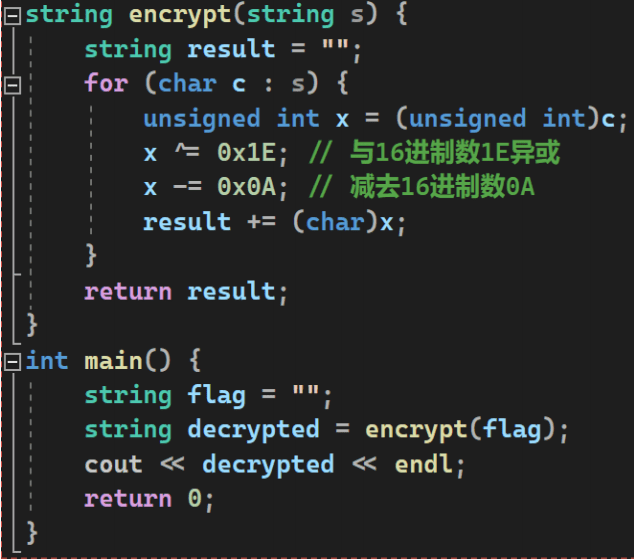 string encrypt(string s) {
    string result = "";
    for (char c : s) {
        unsigned int x = (unsigned int)c;
        x ^= 0x1E; // 与16进制数1E异或
        x -= 0x0A; // 减去16进制数0A
        result += (char)x;
    }
    return result;
}
int main() {
    string flag = "";
    string decrypted = encrypt(flag);
    cout << decrypted << endl;
    return 0;
}